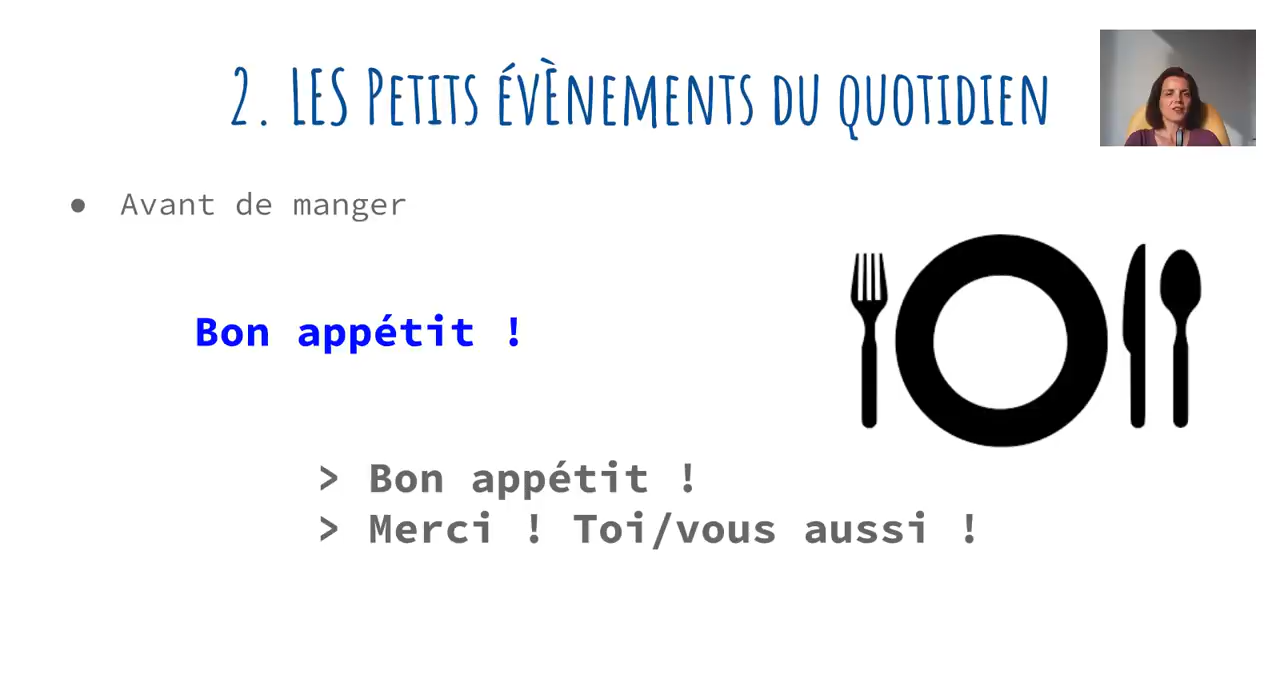 2. LES PETITS ÉVÈNEMENTS DU QUOTIDIEN
● Avant de manger
Bon appétit !
> Bon appétit !
> Merci ! Toi/vous aussi !